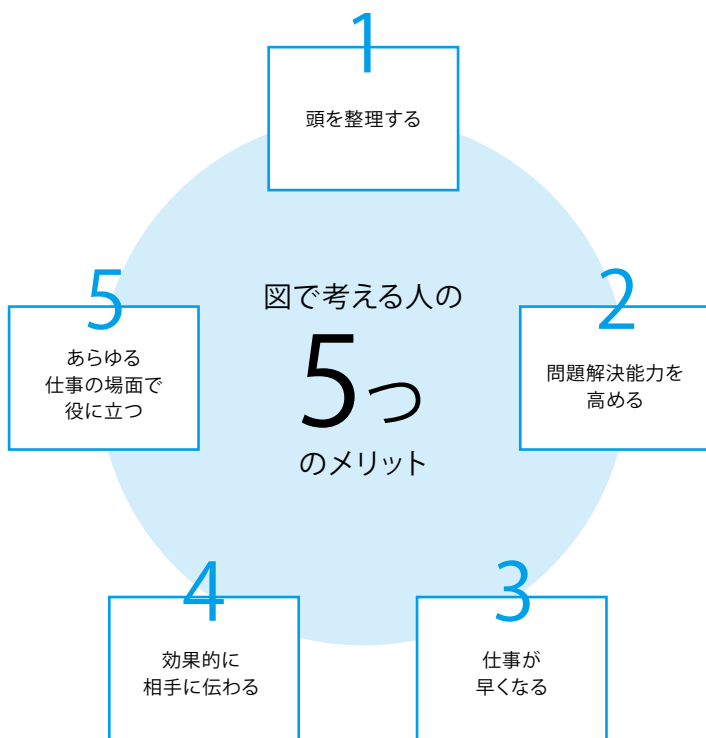 図で考える人の
5つ
のメリット
1
頭を整理する
2
問題解決能力を
高める
3
仕事が
早くなる
4
効果的に
相手に伝わる
5
あらゆる
仕事の場面で
役に立つ